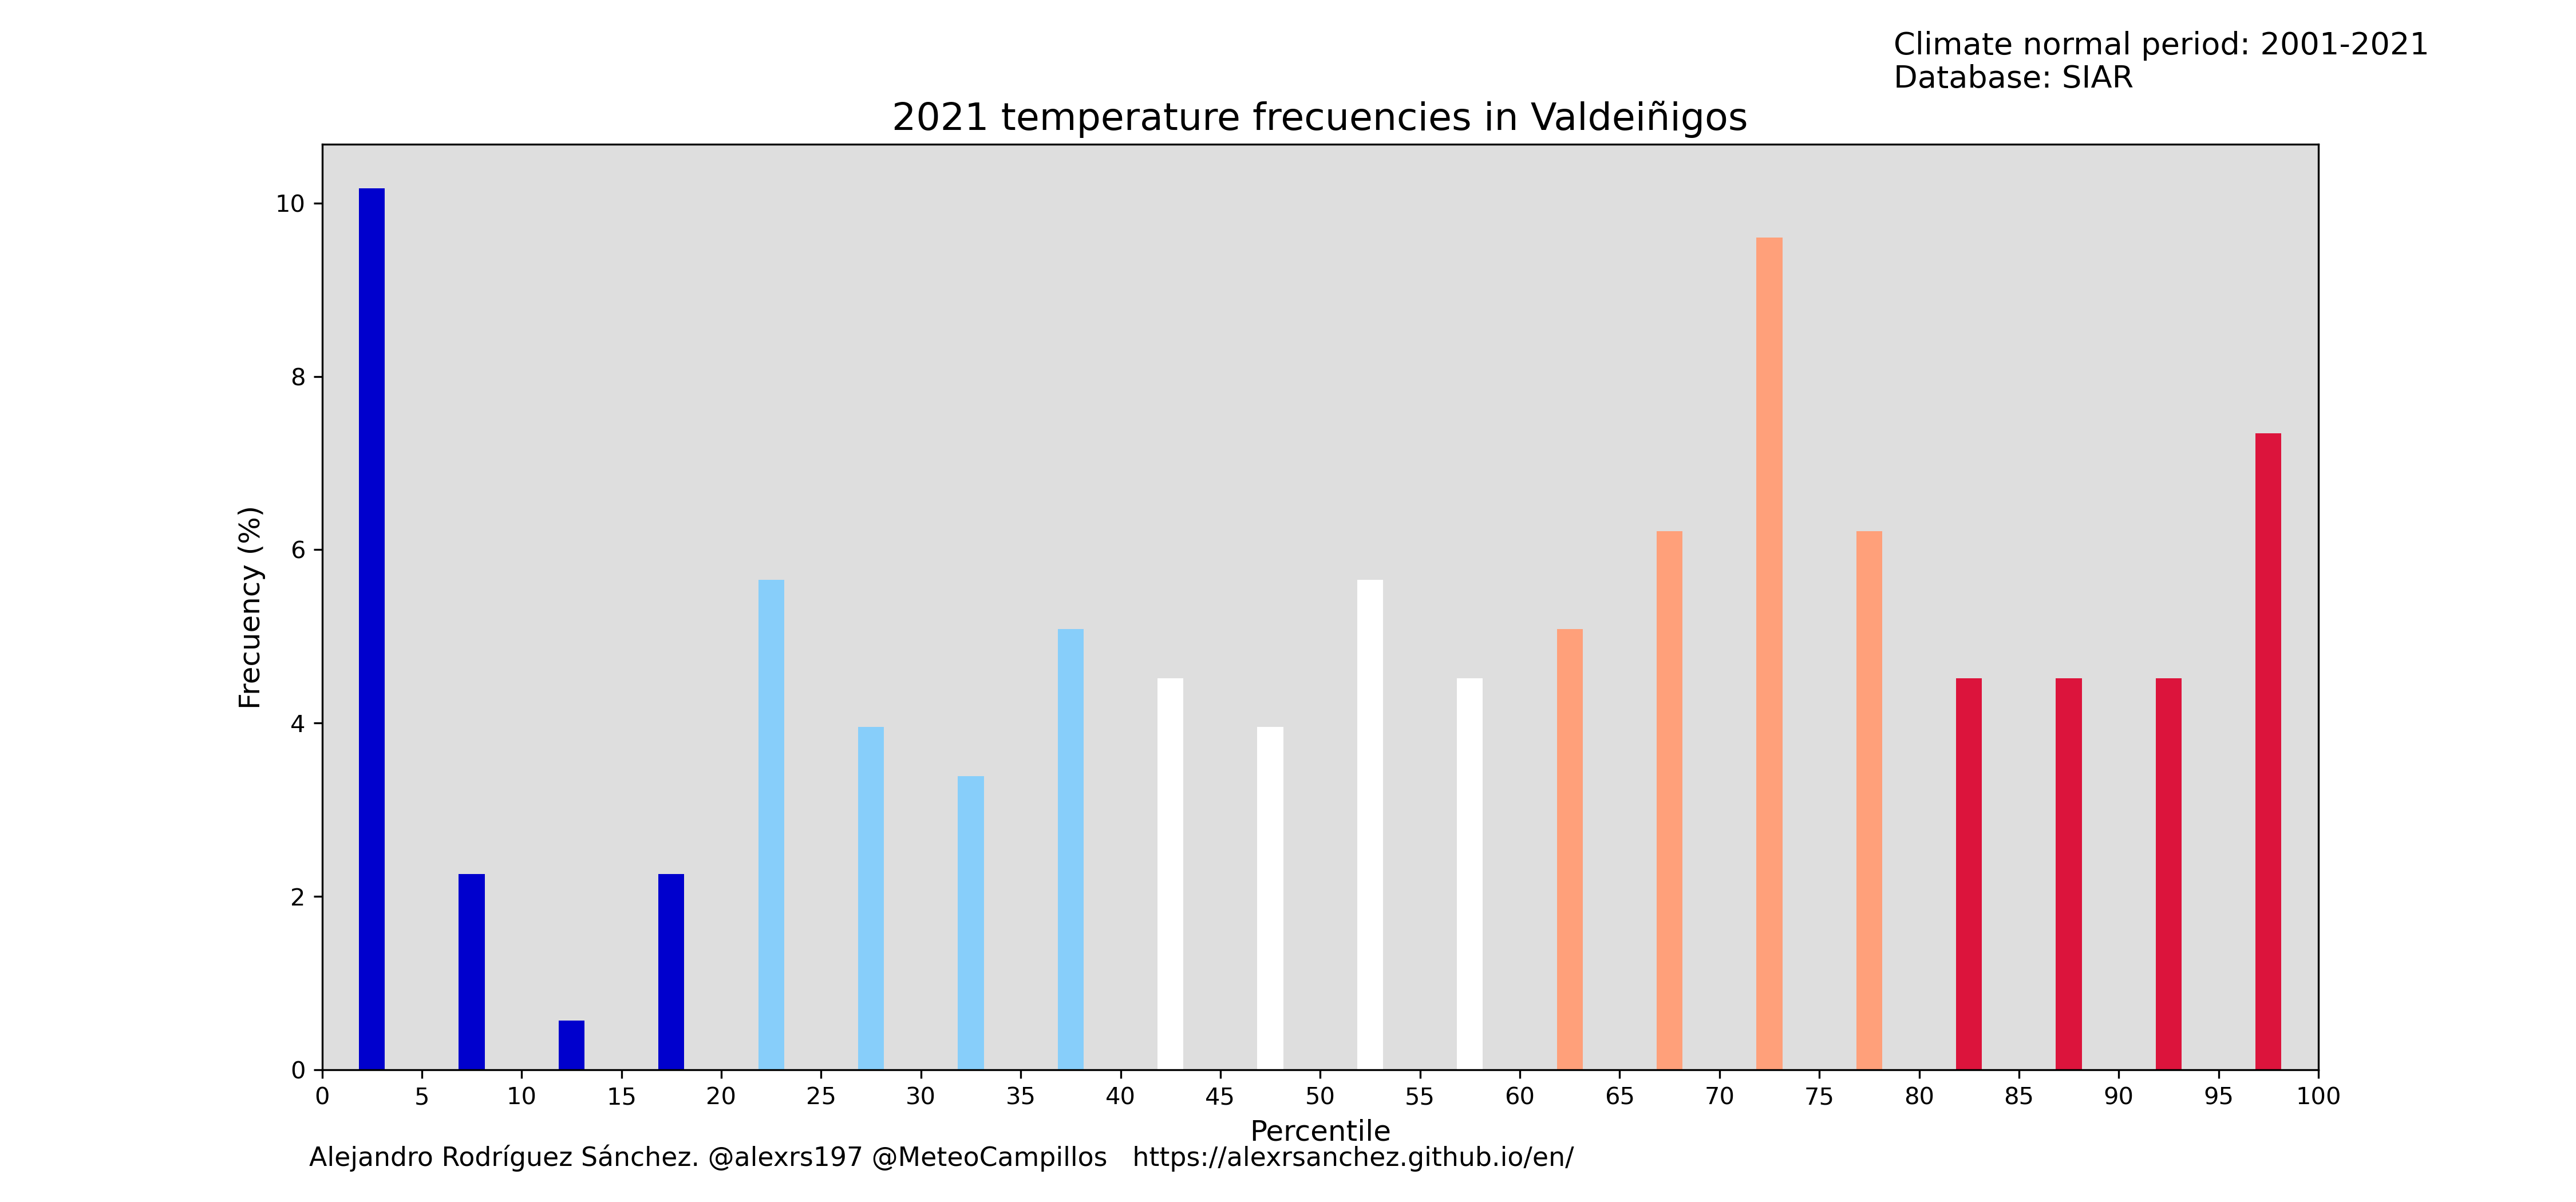 Climate normal period: 2001-2021
Database: SIAR
2021 temperature frecuencies in Valdeiñigos
Frecuency (%)
10
8
6
4
2
0
0 5 10 15 20 25 30 35 40 45 50 55 60 65 70 75 80 85 90 95 100
Percentile
Alejandro Rodríguez Sánchez. @alexrs197 @MeteoCampillos https://alexrsanchez.github.io/en/